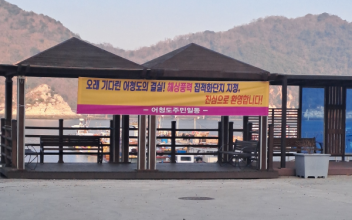 오래 기다린 어청도의 결실! 해상풍력 집적화단지 지정,
진심으로 환영합니다!
- 어청도주민일동 -